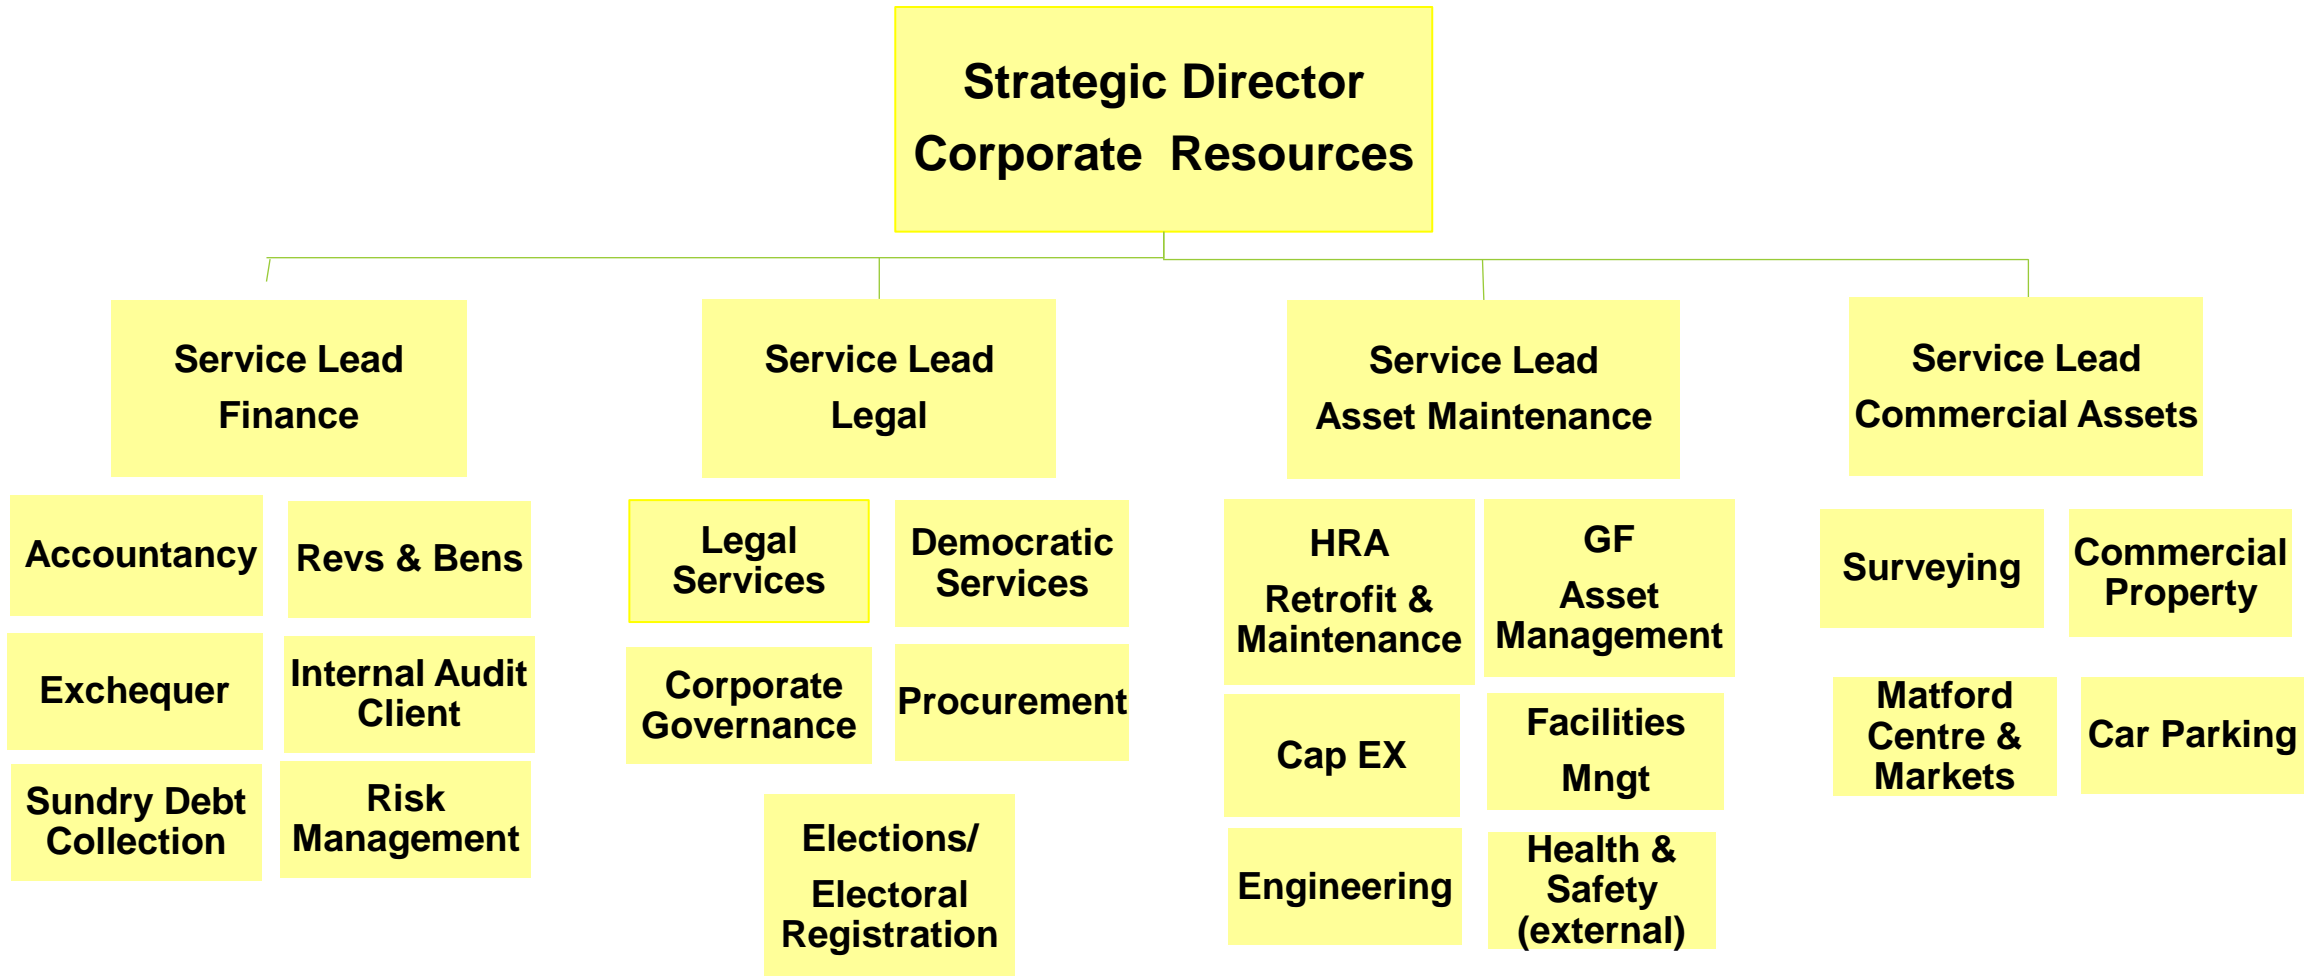 Strategic Director
Corporate Resources
Service Lead
Finance
Service Lead
Legal
Service Lead
Asset Maintenance
Service Lead
Commercial Assets
Accountancy
Revs & Bens
Exchequer
Internal Audit
Client
Sundry Debt
Collection
Risk
Management
Legal
Services
Democratic
Services
Corporate
Governance
Procurement
Elections/
Electoral
Registration
HRA
Retrofit &
Maintenance
GF
Asset
Management
Cap EX
Facilities
Mngt
Engineering
Health &
Safety
(external)
Surveying
Commercial
Property
Matford
Centre &
Markets
Car Parking